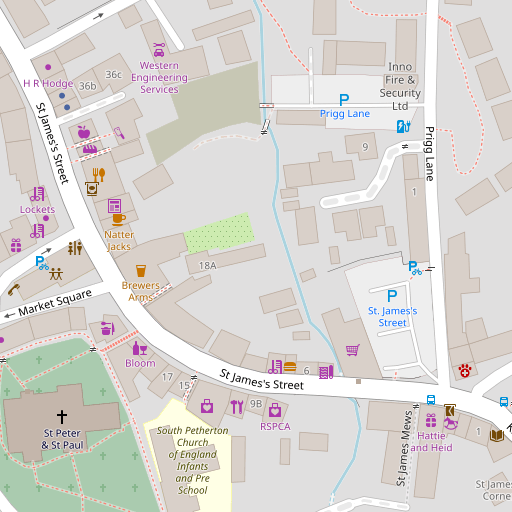 Western
Engineering
Services
H R Hodge
36c
36b
Inno
Fire &
Security
Ltd
Prigg Lane
St James's Street
Prigg Lane
9
1
Lockets
Natter
Jacks
18A
Brewers
Arms
Market Square
St. James's
Street
Bloom
17
15
St James's Street
6
9B
RSPCA
St Peter
& St Paul
South Petherton
Church
of England
Infants
and Pre
School
St James Mews
Hattie
and Heid
1
St James
Corne